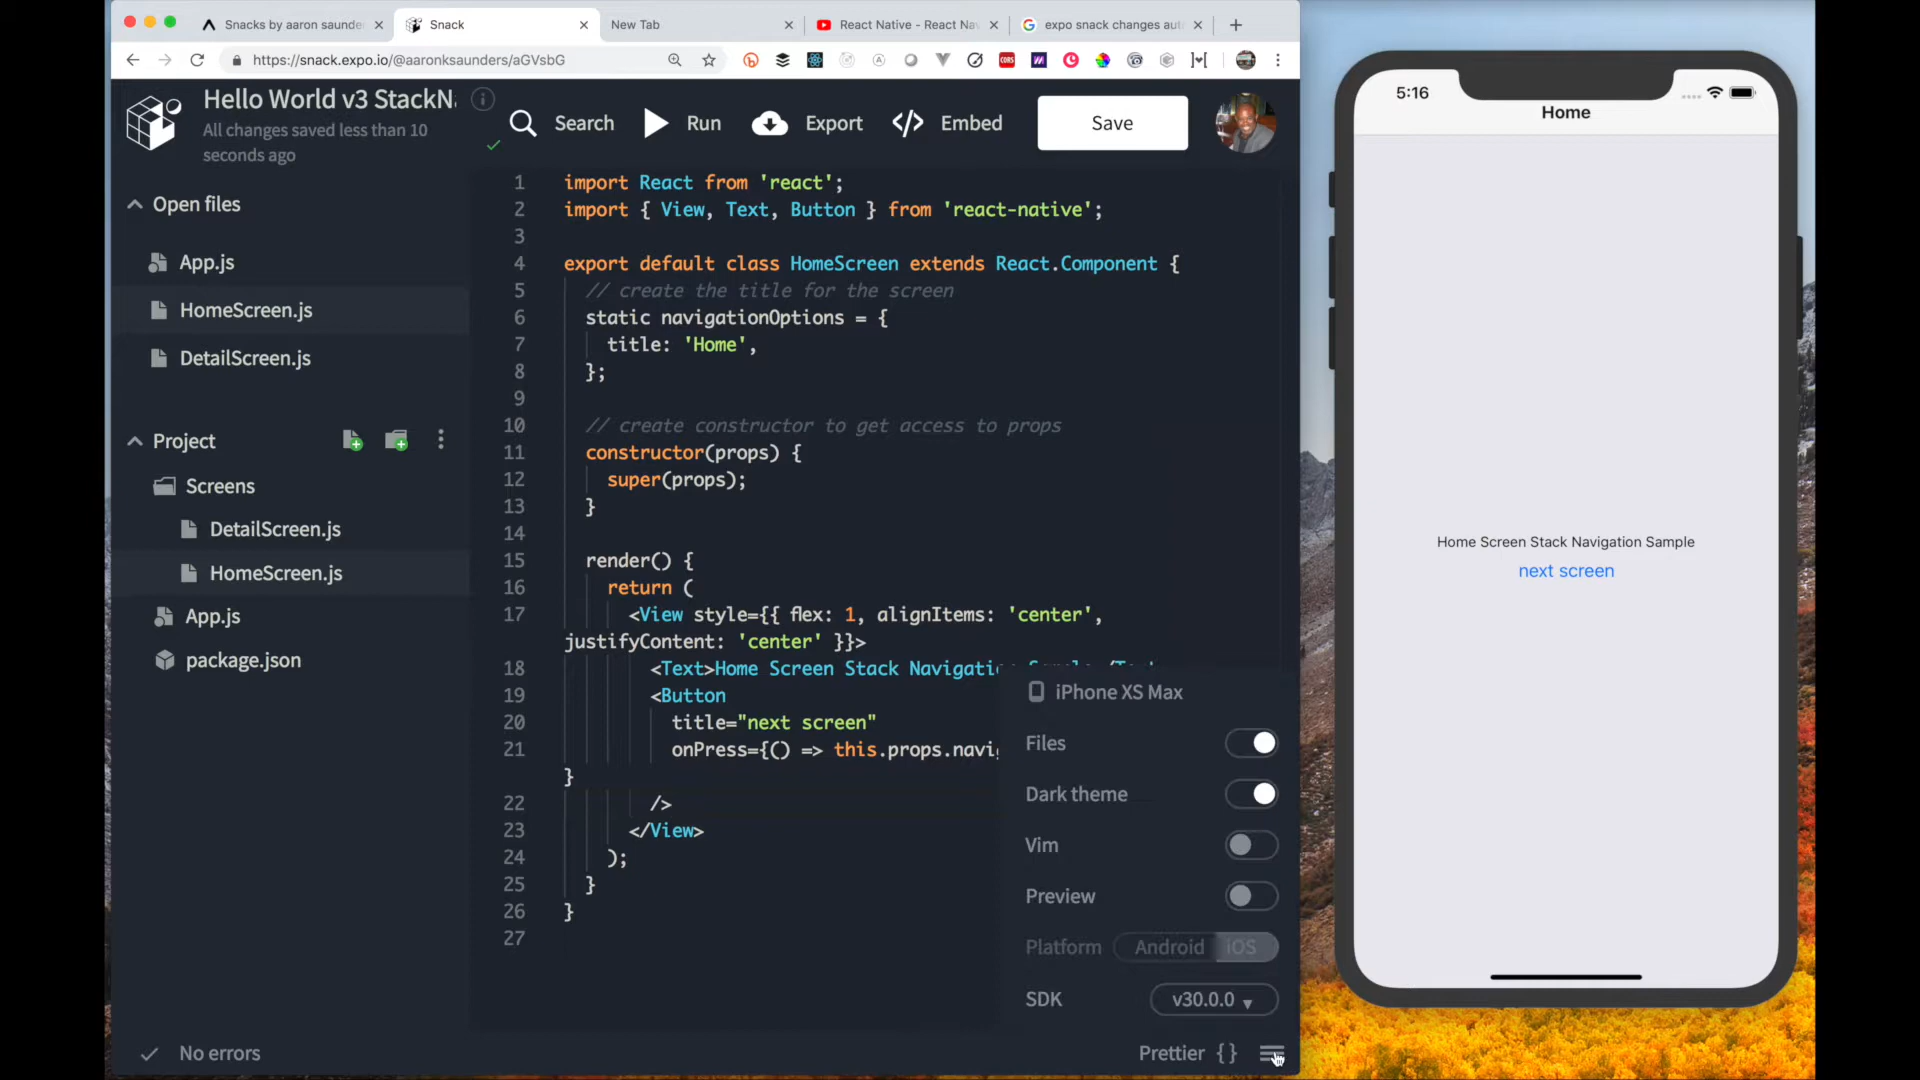 Snacks by aaron saunde
Snack
New Tab
React Native - React Na
expo snack changes aut
https://snack.expo.io/@aaronksaunders/aGVsbG
Hello World v3 StackN
All changes saved less than 10
seconds ago
Search
Run
Export
Embed
Save
Open files
App.js
HomeScreen.js
DetailScreen.js
Project
Screens
DetailScreen.js
HomeScreen.js
App.js
package.json
1 import React from 'react';
2 import { View, Text, Button } from 'react-native';
3
4 export default class HomeScreen extends React.Component {
5 // create the title for the screen
6 static navigationOptions = {
7 title: 'Home',
8 };
9
10 // create constructor to get access to props
11 constructor(props) {
12 super(props);
13 }
14
15 render() {
16 return (
17 <View style={{ flex: 1, alignItems: 'center',
justifyContent: 'center' }}>
18 <Text>Home Screen Stack Navigation Sample</Text
19 <Button
20 title="next screen"
21 onPress={() => this.props.navi
}
22 />
23 </View>
24 );
25 }
26 }
27
iPhone XS Max
Files
Dark theme
Vim
Preview
Platform Android iOS
SDK v30.0.0
No errors
Prettier {}
5:16
Home
Home Screen Stack Navigation Sample
next screen
CORS